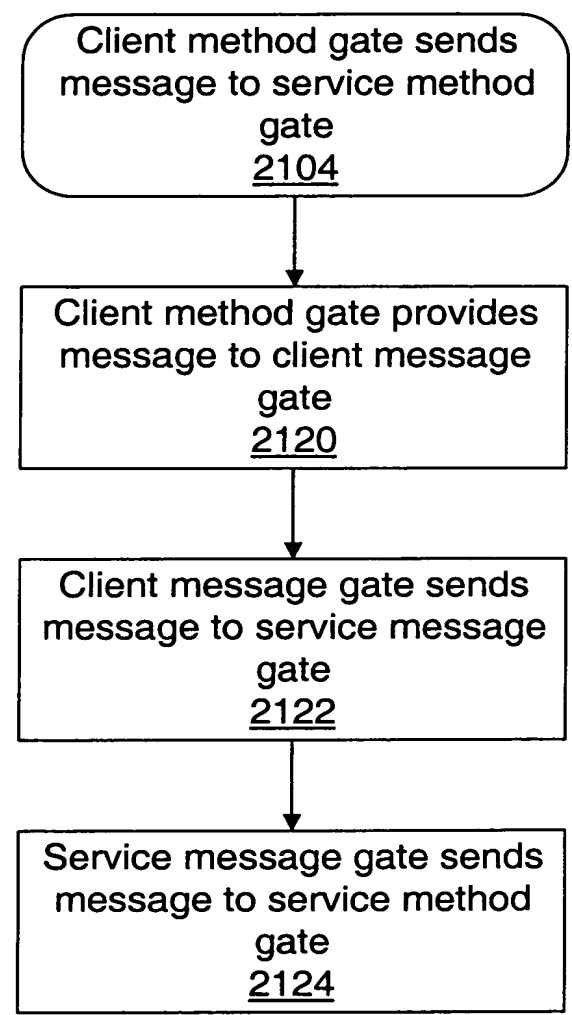 Client method gate sends
message to service method
gate
2104
Client method gate provides
message to client message
gate
2120
Client message gate sends
message to service message
gate
2122
Service message gate sends
message to service method
gate
2124